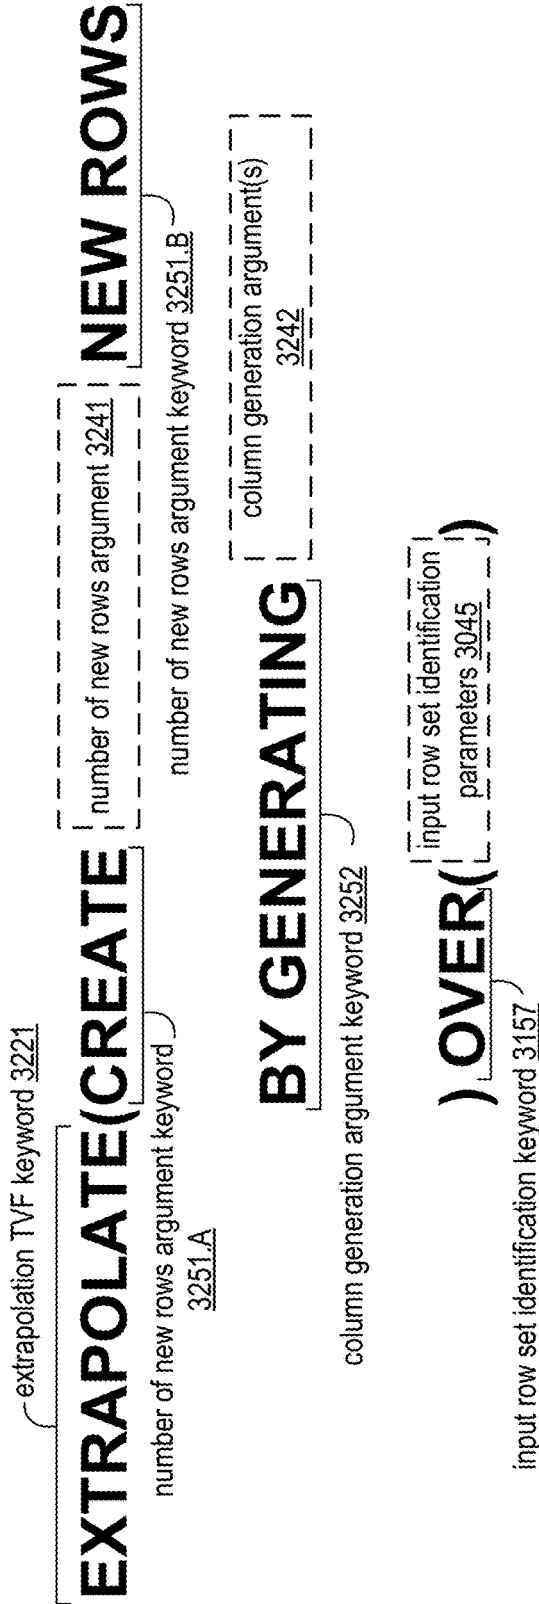 extrapolation TVF keyword 3221
EXTRAPOLATE(CREATE number of new rows argument 3241 NEW ROWS
number of new rows argument keyword
3251.A
number of new rows argument keyword 3251.B
BY GENERATING column generation argument(s)
3242
column generation argument keyword 3252
) OVER( input row set identification )
parameters 3045
input row set identification keyword 3157